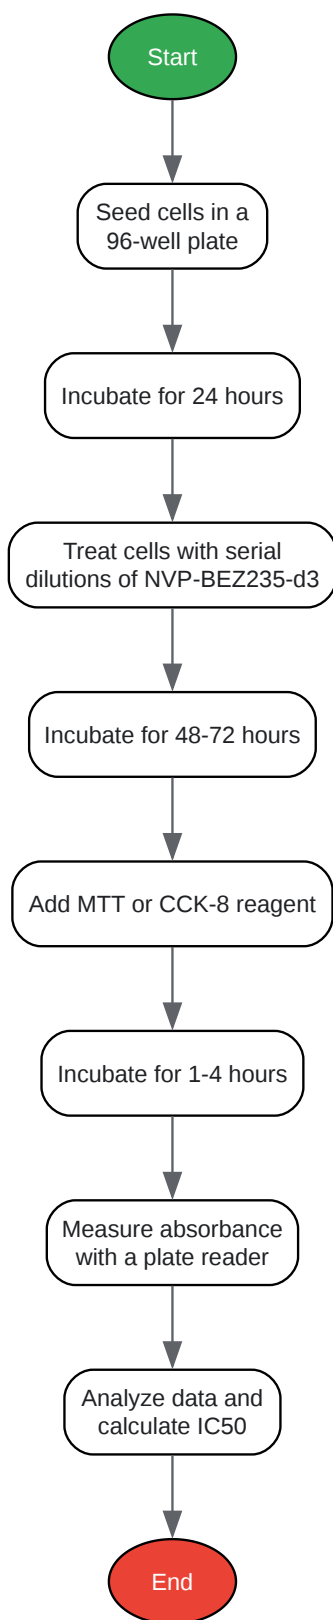 Start
Seed cells in a
96-well plate
Incubate for 24 hours
Treat cells with serial
dilutions of NVP-BEZ235-d3
Incubate for 48-72 hours
Add MTT or CCK-8 reagent
Incubate for 1-4 hours
Measure absorbance
with a plate reader
Analyze data and
calculate IC50
End